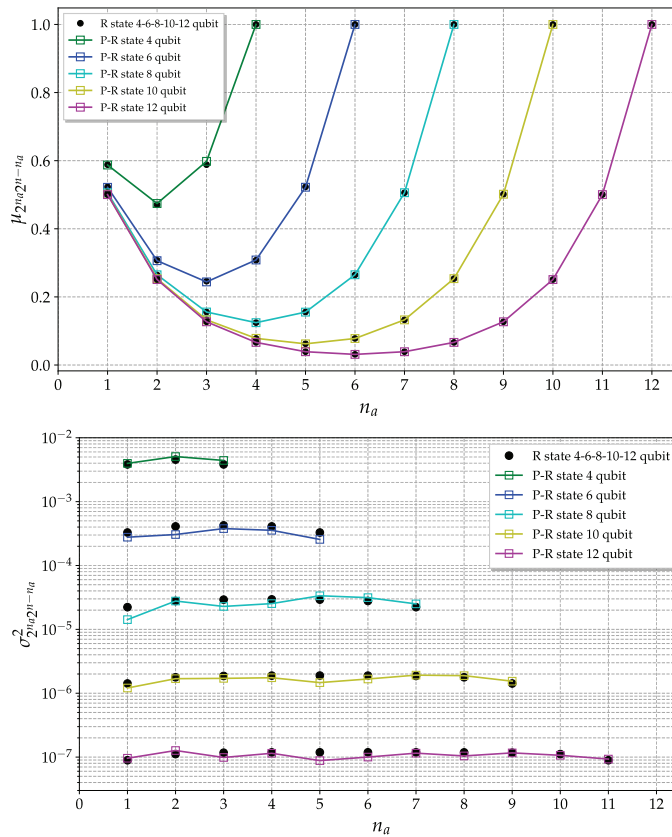 R state 4-6-8-10-12 qubit
P-R state 4 qubit
P-R state 6 qubit
P-R state 8 qubit
P-R state 10 qubit
P-R state 12 qubit
1.0
0.8
0.6
0.4
0.2
0.0
μ_{2^{n_a}2^{n-n_a}}
0 1 2 3 4 5 6 7 8 9 10 11 12
n_a
R state 4-6-8-10-12 qubit
P-R state 4 qubit
P-R state 6 qubit
P-R state 8 qubit
P-R state 10 qubit
P-R state 12 qubit
10^{-2}
10^{-3}
10^{-4}
10^{-5}
10^{-6}
10^{-7}
σ^2_{2^{n_a}2^{n-n_a}}
0 1 2 3 4 5 6 7 8 9 10 11 12
n_a